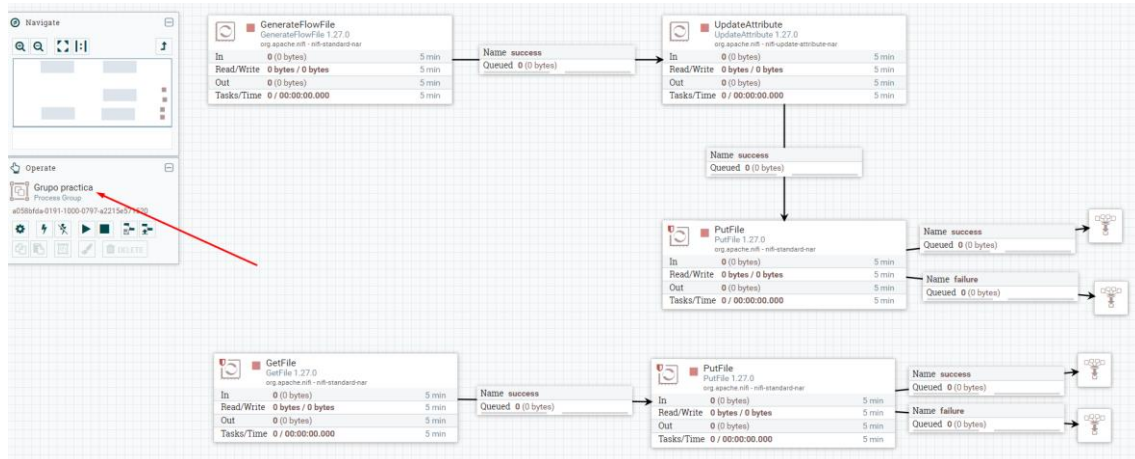 Navigate
GenerateFlowFile
GenerateFlowFile 1.27.0
org.apache.nifi - nifi-standard-nar
In 0 (0 bytes) 5 min
Read/Write 0 bytes / 0 bytes 5 min
Out 0 (0 bytes) 5 min
Tasks/Time 0 / 00:00:00.000 5 min
Name success
Queued 0 (0 bytes)
UpdateAttribute
UpdateAttribute 1.27.0
org.apache.nifi - nifi-update-attribute-nar
In 0 (0 bytes) 5 min
Read/Write 0 bytes / 0 bytes 5 min
Out 0 (0 bytes) 5 min
Tasks/Time 0 / 00:00:00.000 5 min
Operate
Grupo practica
Process Group
DELETE
Name success
Queued 0 (0 bytes)
PutFile
PutFile 1.27.0
org.apache.nifi - nifi-standard-nar
In 0 (0 bytes) 5 min
Read/Write 0 bytes / 0 bytes 5 min
Out 0 (0 bytes) 5 min
Tasks/Time 0 / 00:00:00.000 5 min
Name success
Queued 0 (0 bytes)
Name failure
Queued 0 (0 bytes)
GetFile
GetFile 1.27.0
org.apache.nifi - nifi-standard-nar
In 0 (0 bytes) 5 min
Read/Write 0 bytes / 0 bytes 5 min
Out 0 (0 bytes) 5 min
Tasks/Time 0 / 00:00:00.000 5 min
Name success
Queued 0 (0 bytes)
PutFile
PutFile 1.27.0
org.apache.nifi - nifi-standard-nar
In 0 (0 bytes) 5 min
Read/Write 0 bytes / 0 bytes 5 min
Out 0 (0 bytes) 5 min
Tasks/Time 0 / 00:00:00.000 5 min
Name success
Queued 0 (0 bytes)
Name failure
Queued 0 (0 bytes)